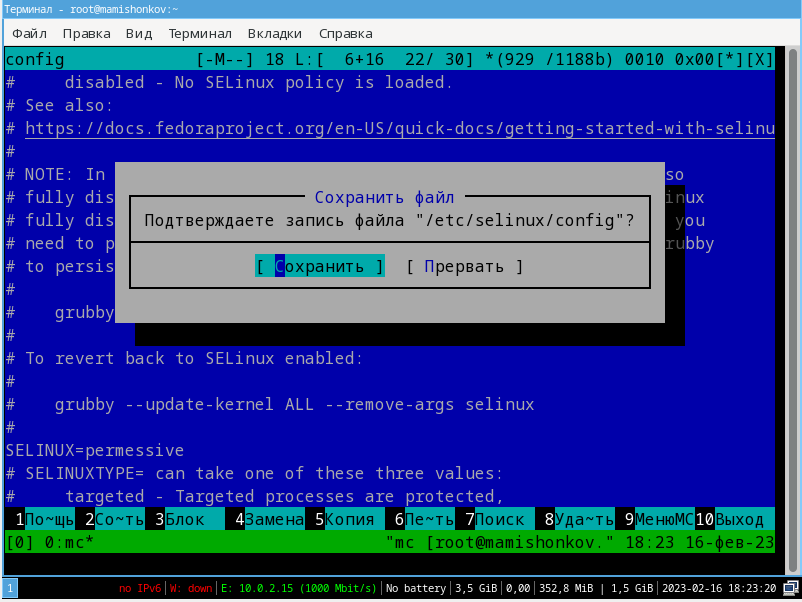 Терминал - root@mamishonkov:~
Файл Правка Вид Терминал Вкладки Справка
config [-M--] 18 L:[ 6+16 22/ 30] *(929 /1188b) 0010 0x00[*][X]
# disabled - No SELinux policy is loaded.
# See also:
# https://docs.fedoraproject.org/en-US/quick-docs/getting-started-with-selinu
#
# NOTE: In so
# fully dis inux
# fully dis you
# need to p rubby
# to persis
#
# grubby
#
Сохранить файл
Подтверждаете запись файла "/etc/selinux/config"?
[ Сохранить ] [ Прервать ]
# To revert back to SELinux enabled:
#
# grubby --update-kernel ALL --remove-args selinux
#
SELINUX=permessive
# SELINUXTYPE= can take one of these three values:
# targeted - Targeted processes are protected,
1По~щь 2Со~ть 3Блок 4Замена 5Копия 6Пе~ть 7Поиск 8Уда~ть 9МенюMC 10Выход
[0] 0:mc* "mc [root@mamishonkov." 18:23 16-фев-23
1 no IPv6 | W: down | E: 10.0.2.15 (1000 Mbit/s) | No battery | 3,5 GiB | 0,00 | 352,8 MiB | 1,5 GiB | 2023-02-16 18:23:20